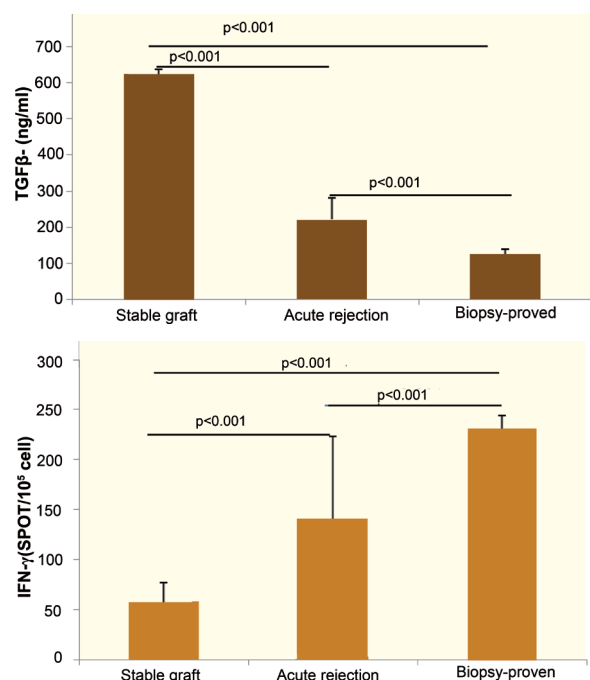 p<0.001
700
p<0.001
600
500
400
300
p<0.001
200
100
0
TGFβ- (ng/ml)
Stable graft
Acute rejection
Biopsy-proved
300
p<0.001
250
p<0.001
p<0.001
200
150
100
50
0
IFN-γ(SPOT/10⁵ cell)
Stable graft
Acute rejection
Biopsy-proven